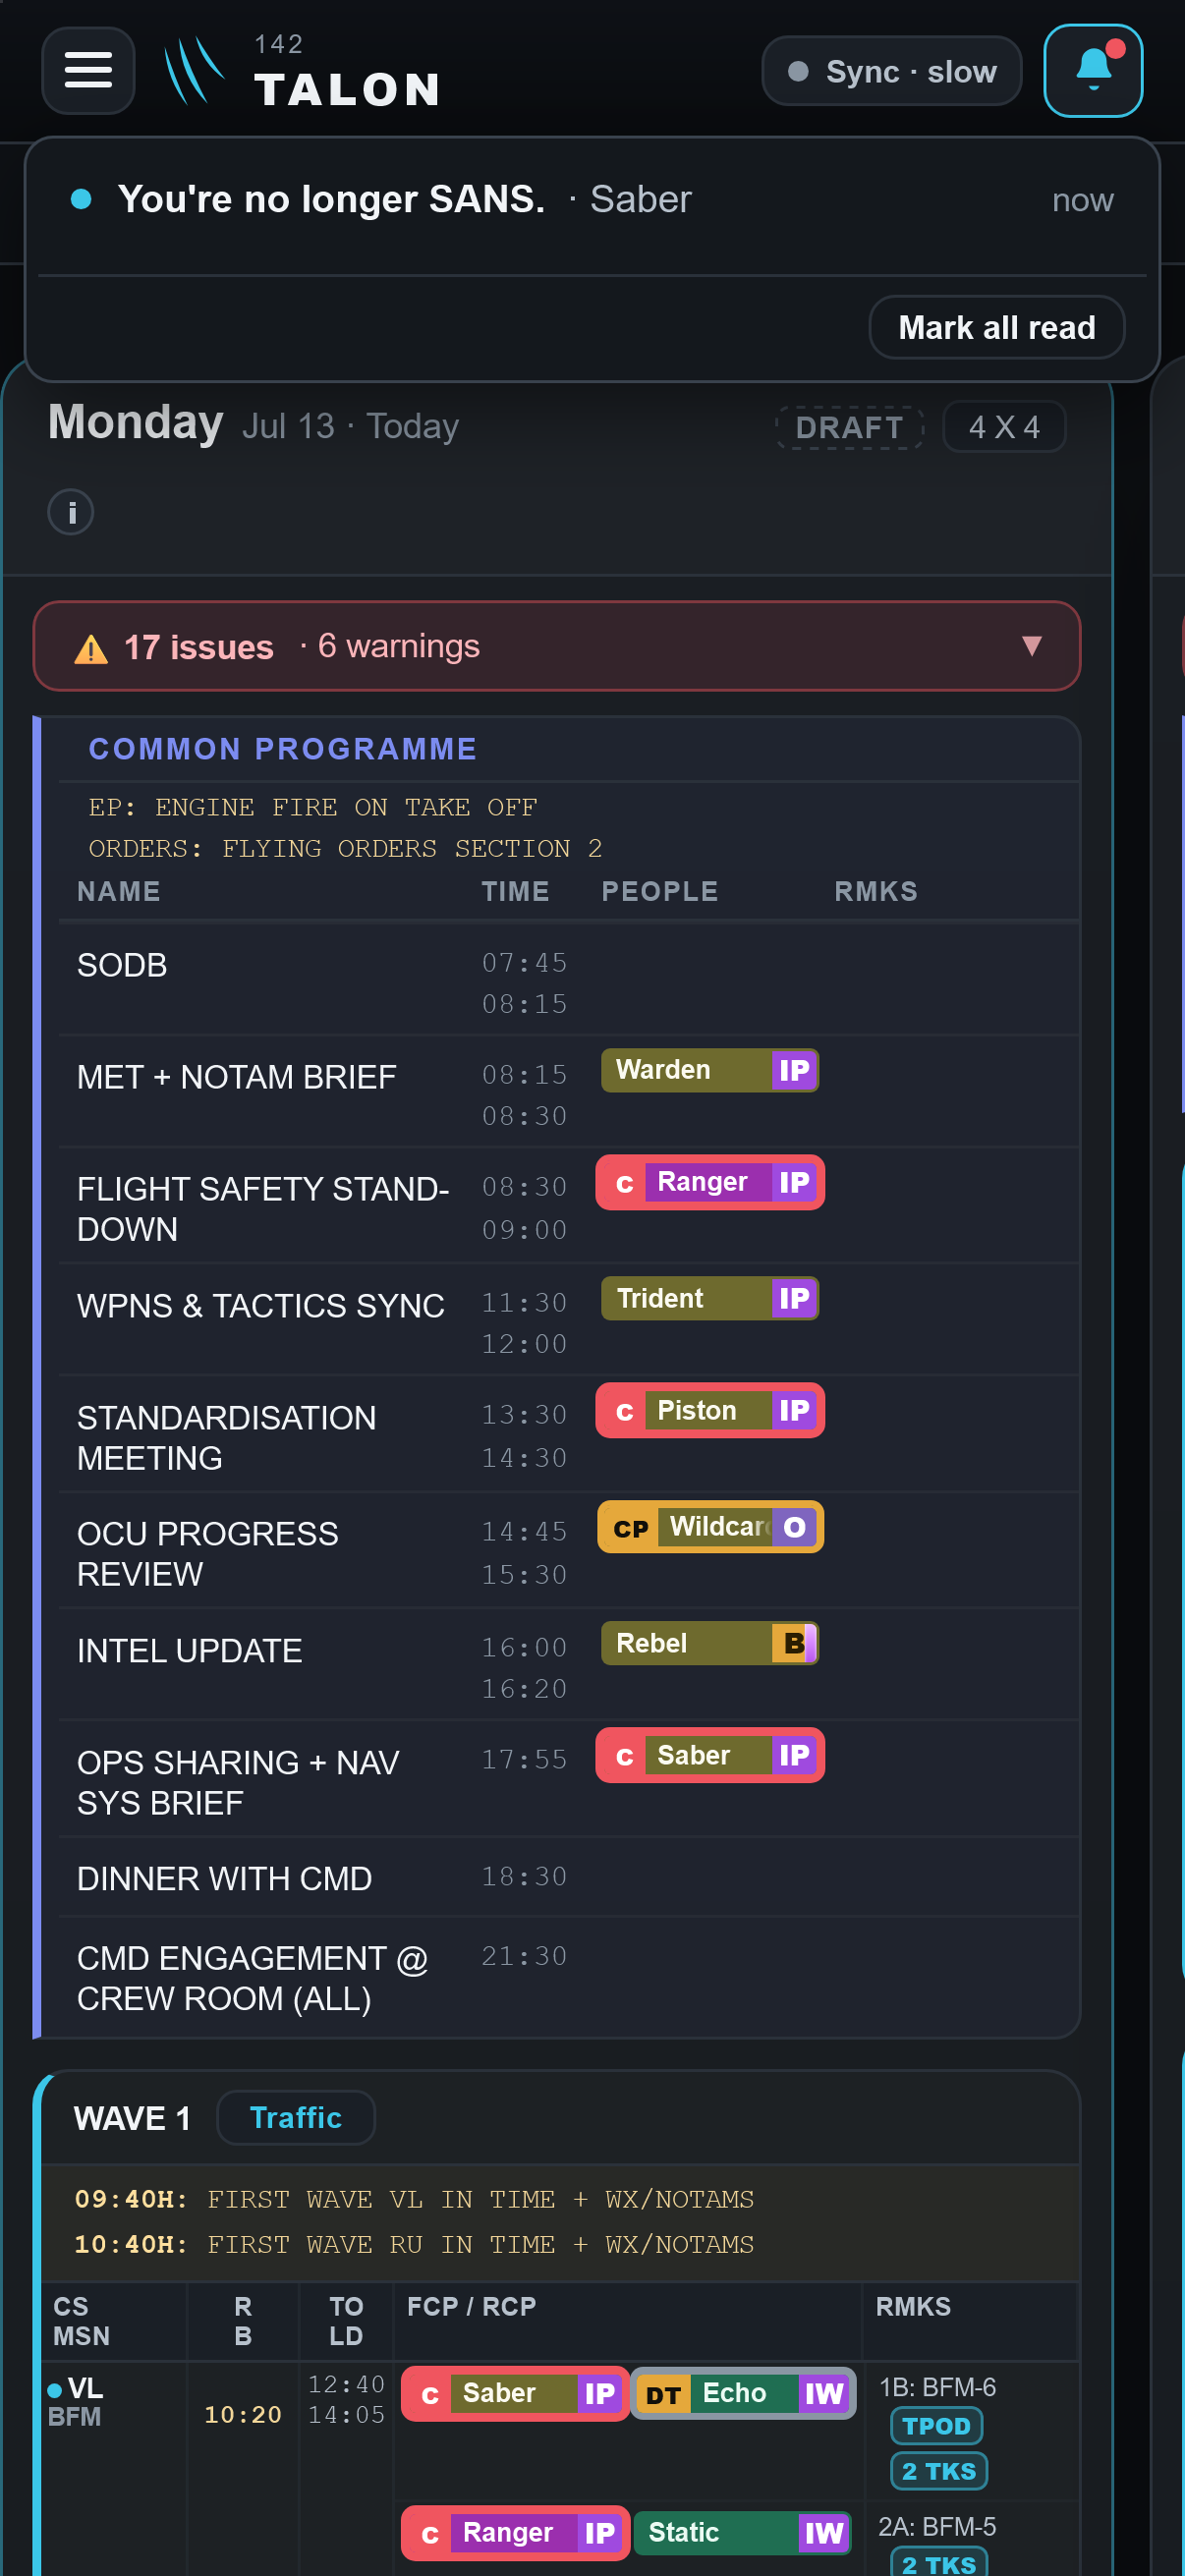 142
TALON
Sync · slow
You're no longer SANS. · Saber now
Mark all read
Monday Jul 13 · Today DRAFT 4 X 4
i
17 issues · 6 warnings ▼
COMMON PROGRAMME
EP: ENGINE FIRE ON TAKE OFF
ORDERS: FLYING ORDERS SECTION 2
NAME TIME PEOPLE RMKS
SODB 07:45
08:15
MET + NOTAM BRIEF 08:15 Warden IP
08:30
FLIGHT SAFETY STAND- 08:30 C Ranger IP
DOWN 09:00
WPNS & TACTICS SYNC 11:30 Trident IP
12:00
STANDARDISATION 13:30 C Piston IP
MEETING 14:30
OCU PROGRESS 14:45 CP Wildcard O
REVIEW 15:30
INTEL UPDATE 16:00 Rebel B
16:20
OPS SHARING + NAV 17:55 C Saber IP
SYS BRIEF
DINNER WITH CMD 18:30
CMD ENGAGEMENT @ 21:30
CREW ROOM (ALL)
WAVE 1 Traffic
09:40H: FIRST WAVE VL IN TIME + WX/NOTAMS
10:40H: FIRST WAVE RU IN TIME + WX/NOTAMS
CS R TO FCP / RCP RMKS
MSN B LD
VL 12:40 C Saber IP DT Echo IW 1B: BFM-6
BFM 10:20 14:05 TPOD
2 TKS
C Ranger IP Static IW 2A: BFM-5
2 TKS